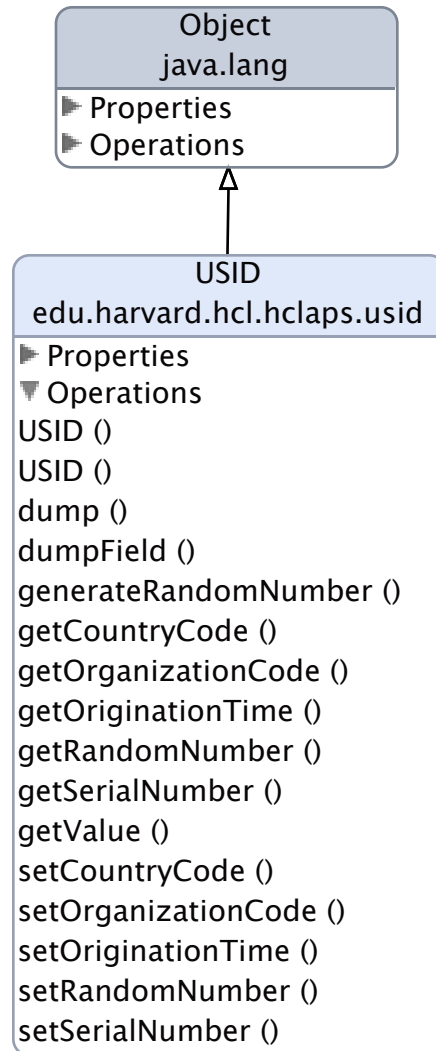 Object
java.lang
Properties
Operations
USID
edu.harvard.hcl.hclaps.usid
Properties
Operations
USID ()
USID ()
dump ()
dumpField ()
generateRandomNumber ()
getCountryCode ()
getOrganizationCode ()
getOriginationTime ()
getRandomNumber ()
getSerialNumber ()
getValue ()
setCountryCode ()
setOrganizationCode ()
setOriginationTime ()
setRandomNumber ()
setSerialNumber ()